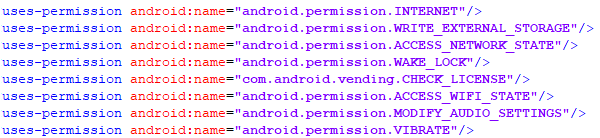 uses-permission android:name="android.permission.INTERNET"/>
uses-permission android:name="android.permission.WRITE_EXTERNAL_STORAGE"/>
uses-permission android:name="android.permission.ACCESS_NETWORK_STATE"/>
uses-permission android:name="android.permission.WAKE_LOCK"/>
uses-permission android:name="com.android.vending.CHECK_LICENSE"/>
uses-permission android:name="android.permission.ACCESS_WIFI_STATE"/>
uses-permission android:name="android.permission.MODIFY_AUDIO_SETTINGS"/>
uses-permission android:name="android.permission.VIBRATE"/>